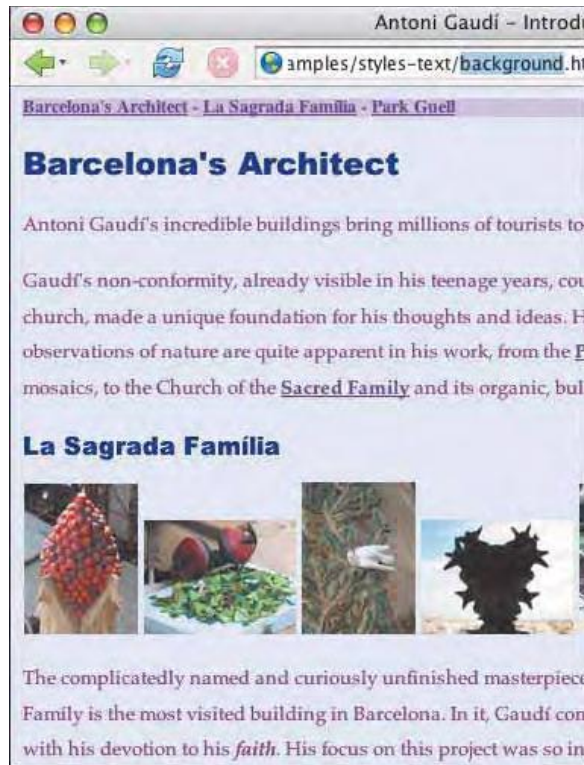 Antoni Gaudí – Introdu
amples/styles-text/background.ht
Barcelona's Architect - La Sagrada Família - Park Guell
Barcelona's Architect
Antoni Gaudí's incredible buildings bring millions of tourists to
Gaudí's non-conformity, already visible in his teenage years, cou
church, made a unique foundation for his thoughts and ideas. H
observations of nature are quite apparent in his work, from the P
mosaics, to the Church of the Sacred Family and its organic, bul
La Sagrada Família
The complicatedly named and curiously unfinished masterpiece
Family is the most visited building in Barcelona. In it, Gaudí con
with his devotion to his faith. His focus on this project was so in